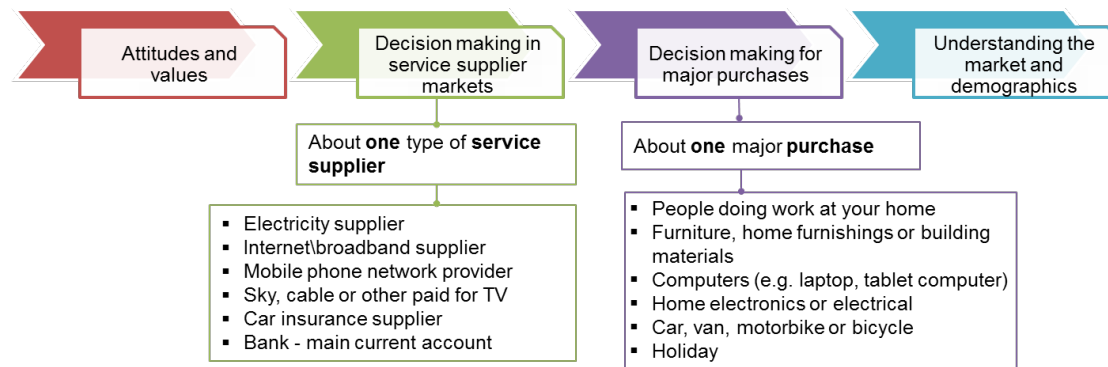 Attitudes and
values
Decision making in
service supplier
markets
Decision making for
major purchases
Understanding the
market and
demographics
About one type of service
supplier
About one major purchase
▪ Electricity supplier
▪ Internet\broadband supplier
▪ Mobile phone network provider
▪ Sky, cable or other paid for TV
▪ Car insurance supplier
▪ Bank - main current account
▪ People doing work at your home
▪ Furniture, home furnishings or building
materials
▪ Computers (e.g. laptop, tablet computer)
▪ Home electronics or electrical
▪ Car, van, motorbike or bicycle
▪ Holiday